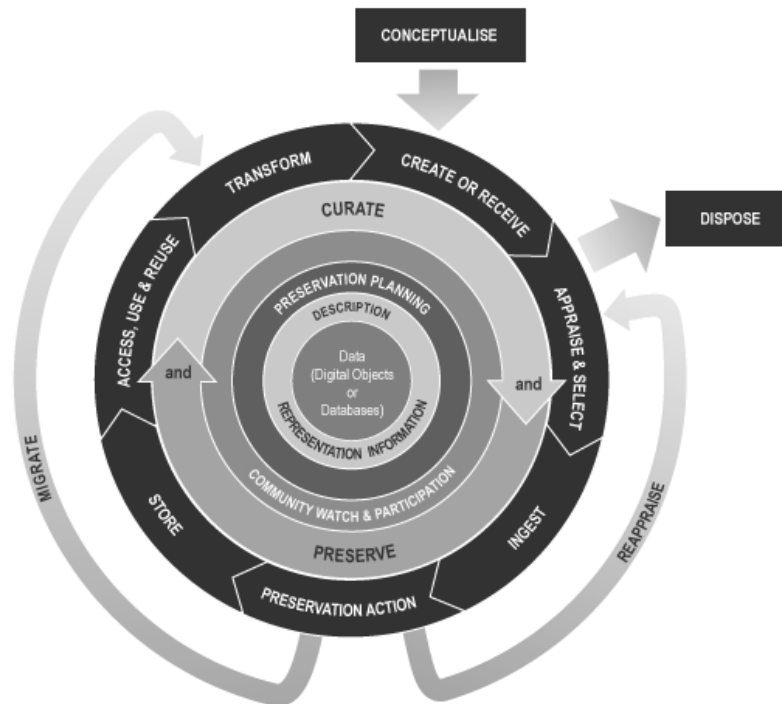 CONCEPTUALISE
CREATE OR RECEIVE
DISPOSE
APPRAISE & SELECT
REAPPRAISE
INGEST
PRESERVATION ACTION
MIGRATE
STORE
ACCESS, USE & REUSE
TRANSFORM
CURATE
and
PRESERVE
and
PRESERVATION PLANNING
COMMUNITY WATCH & PARTICIPATION
DESCRIPTION
REPRESENTATION INFORMATION
Data
(Digital Objects
or
Databases)